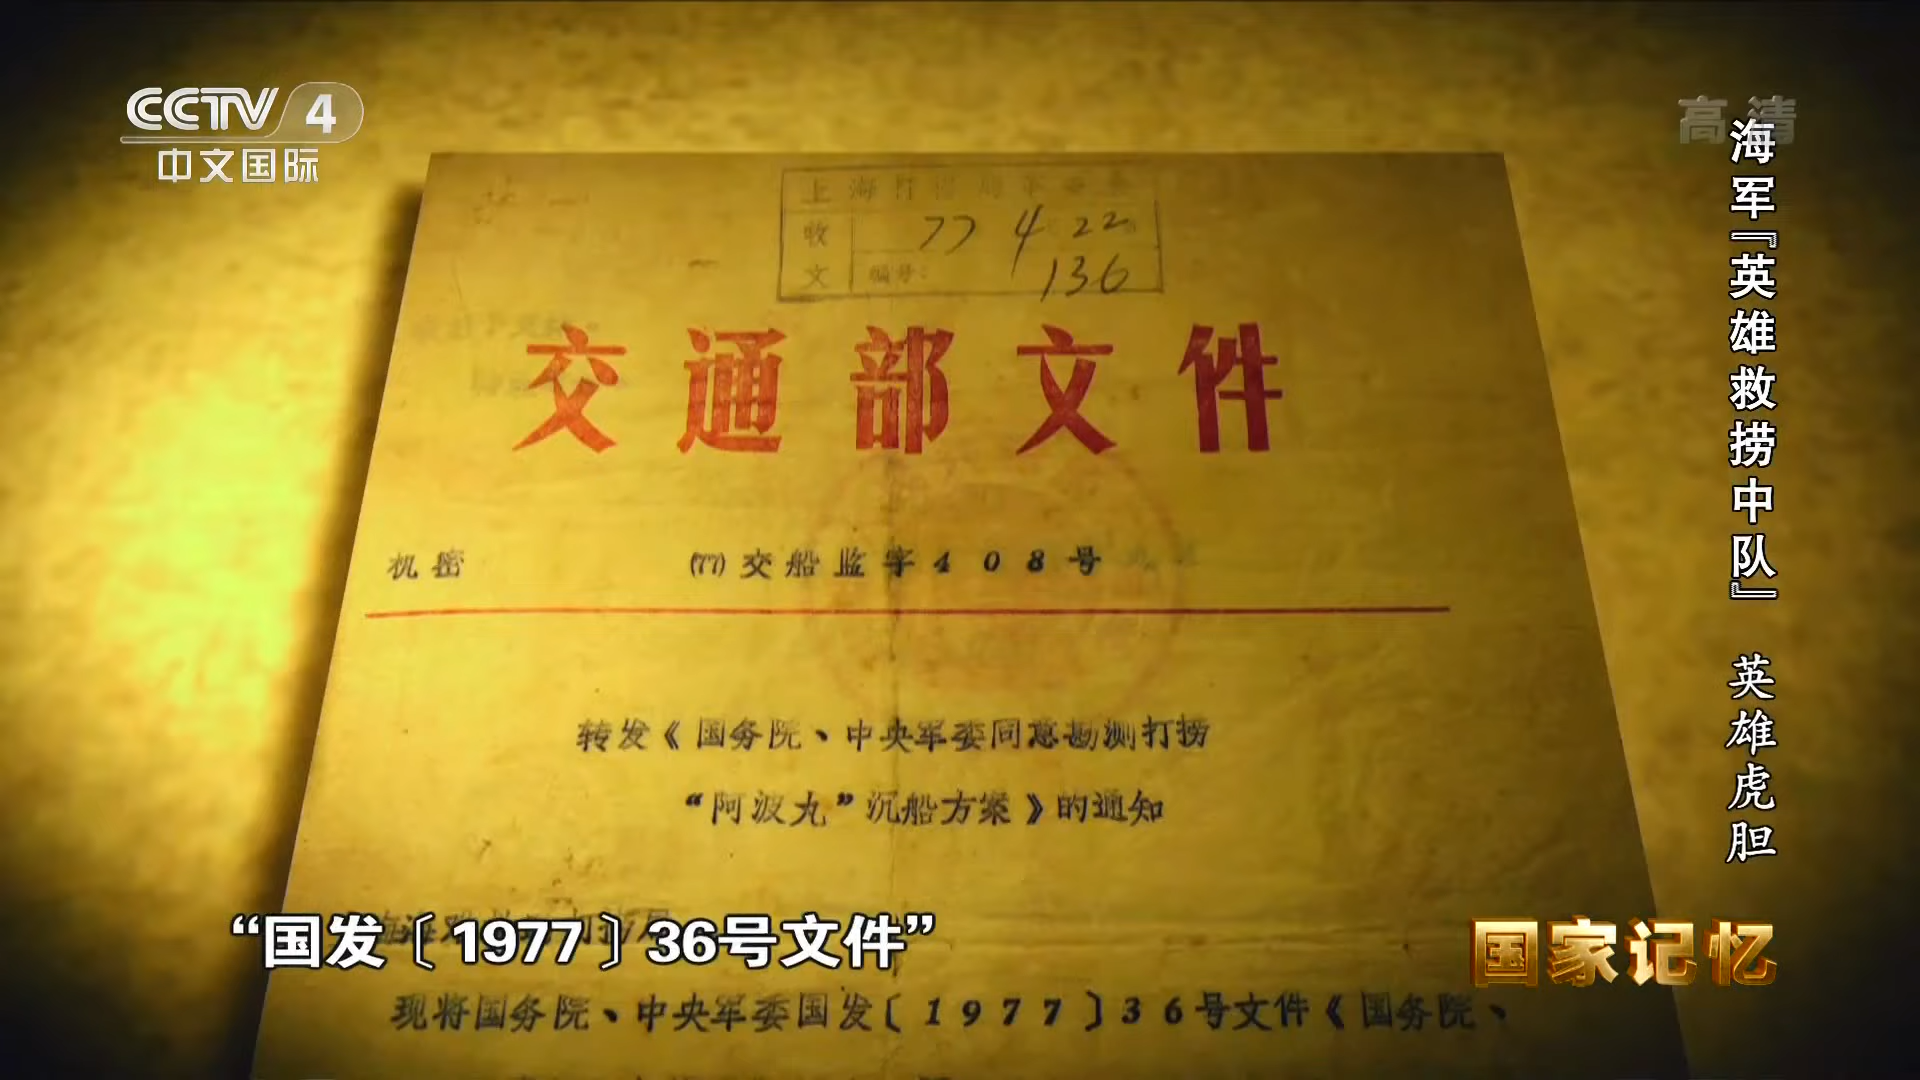 CCTV 4
中文国际
高清
海军『英雄救捞中队』 英雄虎胆
上海
收文
77 4 22
编号:
136
交通部文件
机密 (77)交船监字408号
转发《国务院、中央军委同意勘测打捞
“阿波丸”沉船方案》的通知
“国发〔1977〕36号文件”
现将国务院、中央军委国发〔1977〕36号文件《国务院、
国家记忆